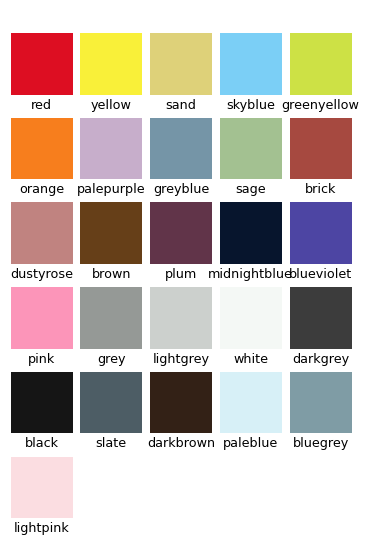 red yellow sand skyblue greenyellow
orange palepurple greyblue sage brick
dustyrose brown plum midnightblue blueviolet
pink grey lightgrey white darkgrey
black slate darkbrown paleblue bluegrey
lightpink